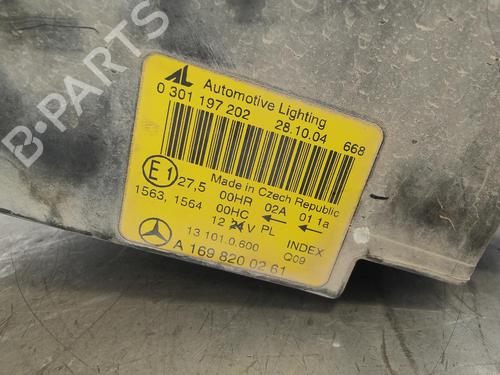 B-PARTS
AL Automotive Lighting
0 301 197 202 28.10.04 668
Made in Czech Republic
E1 27,5 00HR 02A 01 1a
1563, 1564 00HC ← ←
12 24 V PL
13 101.0.600 INDEX
A 169 820 02 61 Q09